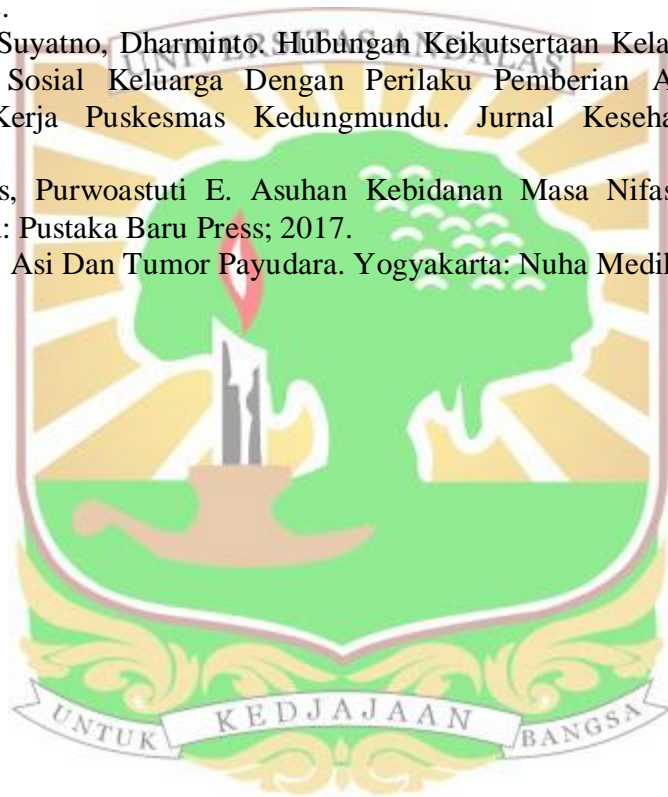 Suyatno, Dharminto. Hubungan Keikutsertaan Kela
UNIVERSITAS ANDALAS
Sosial Keluarga Dengan Perilaku Pemberian A
Kerja Puskesmas Kedungmundu. Jurnal Keseha
s, Purwoastuti E. Asuhan Kebidanan Masa Nifas
a: Pustaka Baru Press; 2017.
Asi Dan Tumor Payudara. Yogyakarta: Nuha Medi
UNTUK KEDJAJAAN BANGSA